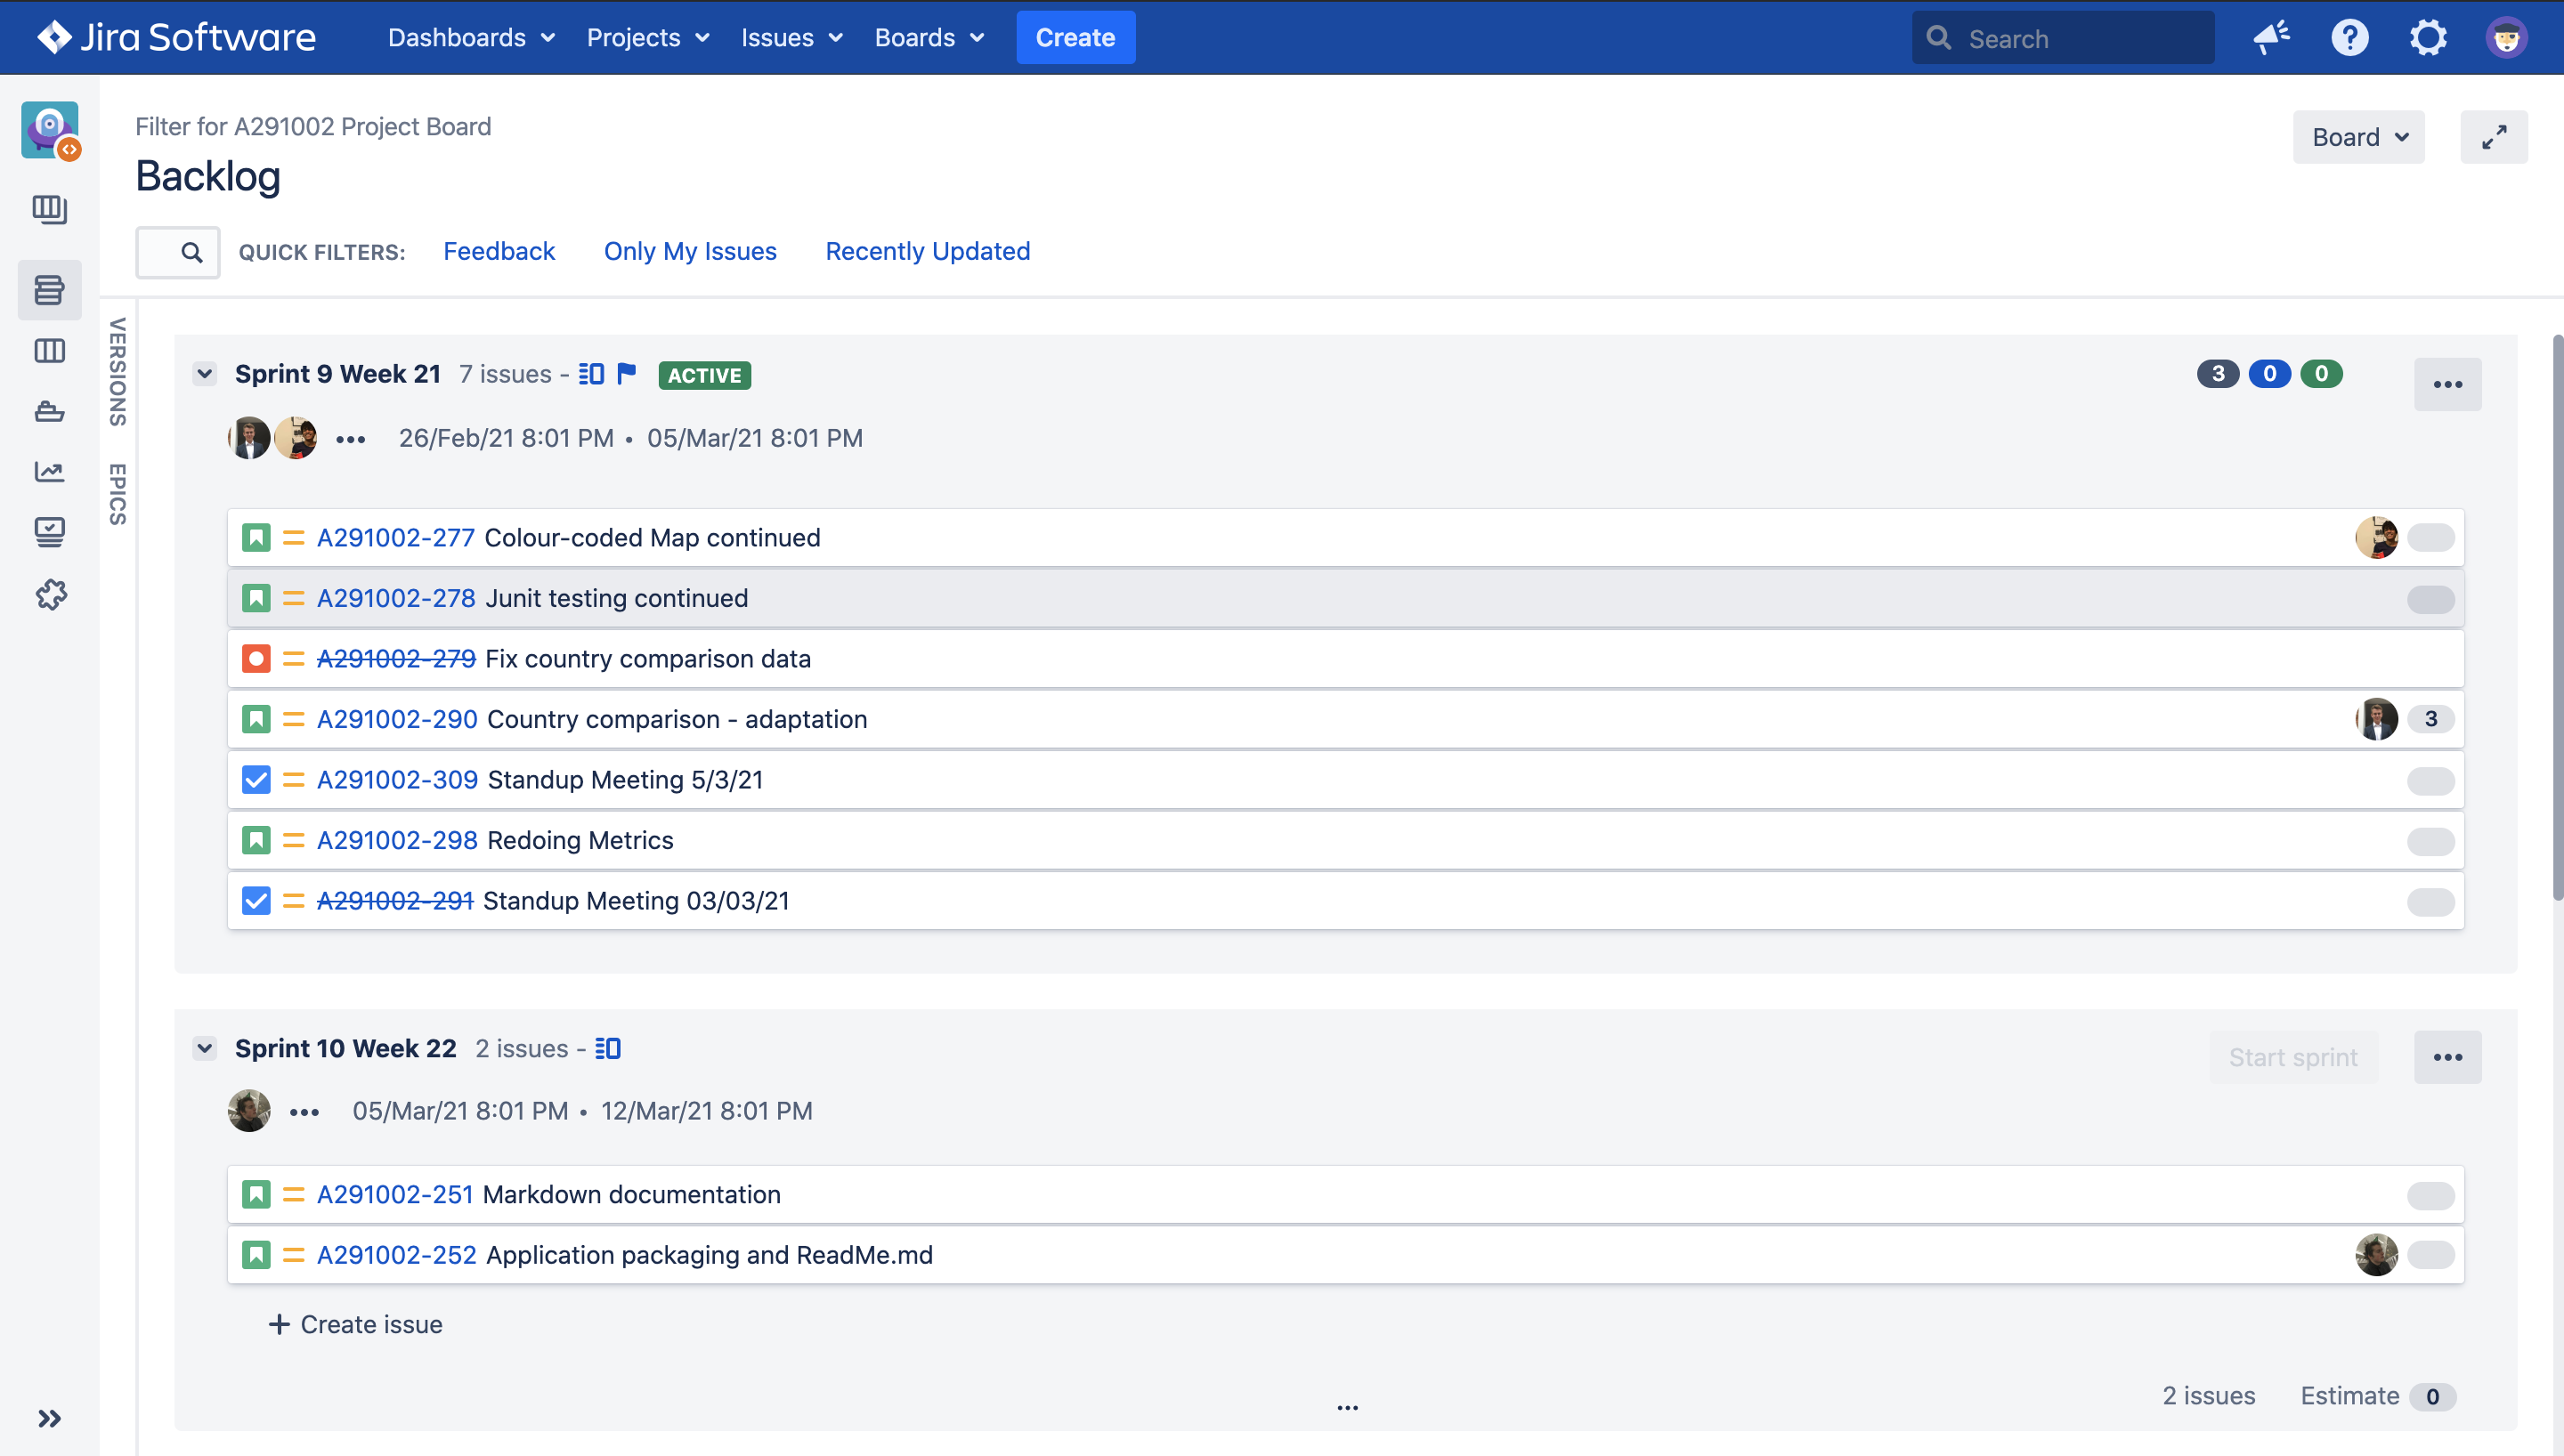 Jira Software Dashboards Projects Issues Boards Create Search
Filter for A291002 Project Board
Board
Backlog
QUICK FILTERS: Feedback Only My Issues Recently Updated
VERSIONS
EPICS
Sprint 9 Week 21 7 issues - ACTIVE 3 0 0
26/Feb/21 8:01 PM • 05/Mar/21 8:01 PM
A291002-277 Colour-coded Map continued
A291002-278 Junit testing continued
A291002-279 Fix country comparison data
A291002-290 Country comparison - adaptation 3
A291002-309 Standup Meeting 5/3/21
A291002-298 Redoing Metrics
A291002-291 Standup Meeting 03/03/21
Sprint 10 Week 22 2 issues - Start sprint
05/Mar/21 8:01 PM • 12/Mar/21 8:01 PM
A291002-251 Markdown documentation
A291002-252 Application packaging and ReadMe.md
+ Create issue
2 issues Estimate 0